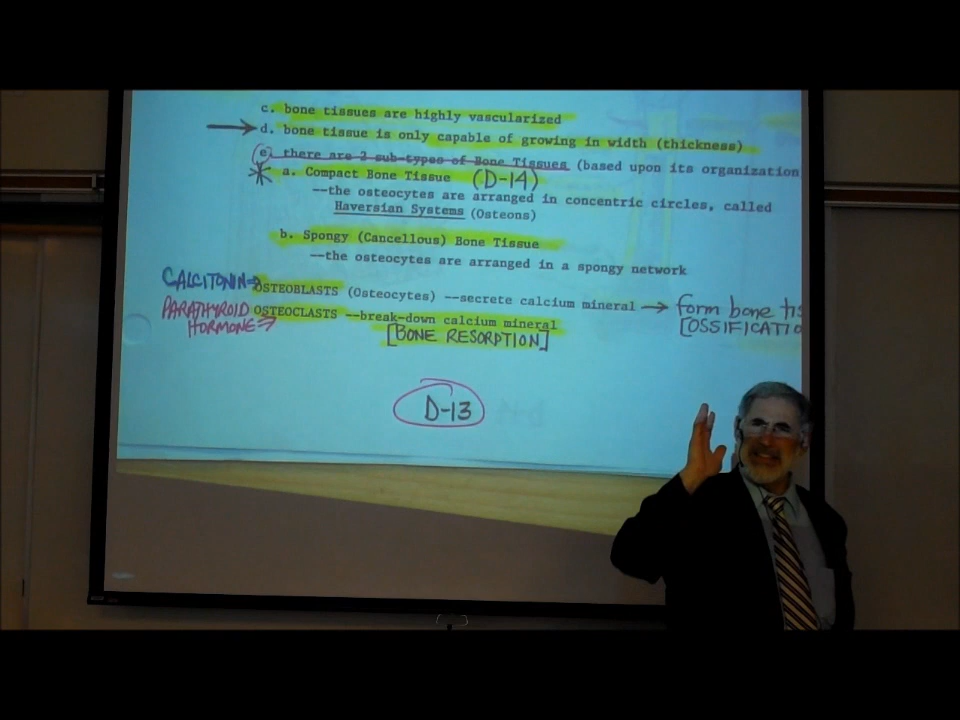 c. bone tissues are highly vascularized
d. bone tissue is only capable of growing in width (thickness)
e. there are 2 sub-types of Bone Tissues (based upon its organization
a. Compact Bone Tissue (D-14)
--the osteocytes are arranged in concentric circles, called
Haversian Systems (Osteons)
b. Spongy (Cancellous) Bone Tissue
--the osteocytes are arranged in a spongy network
CALCITONIN⇒ OSTEOBLASTS (Osteocytes) --secrete calcium mineral → form bone tis
[OSSIFICATIO
PARATHYROID HORMONE⇒ OSTEOCLASTS --break-down calcium mineral
[BONE RESORPTION]
D-13